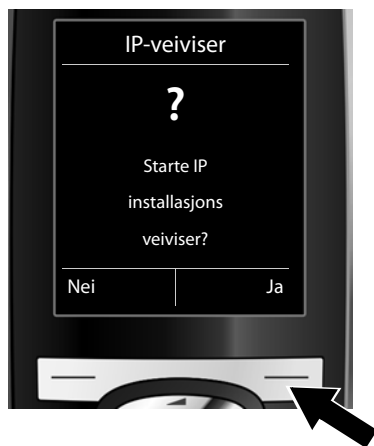 IP-veiviser
?
Starte IP
installasjons
veiviser?
Nei Ja